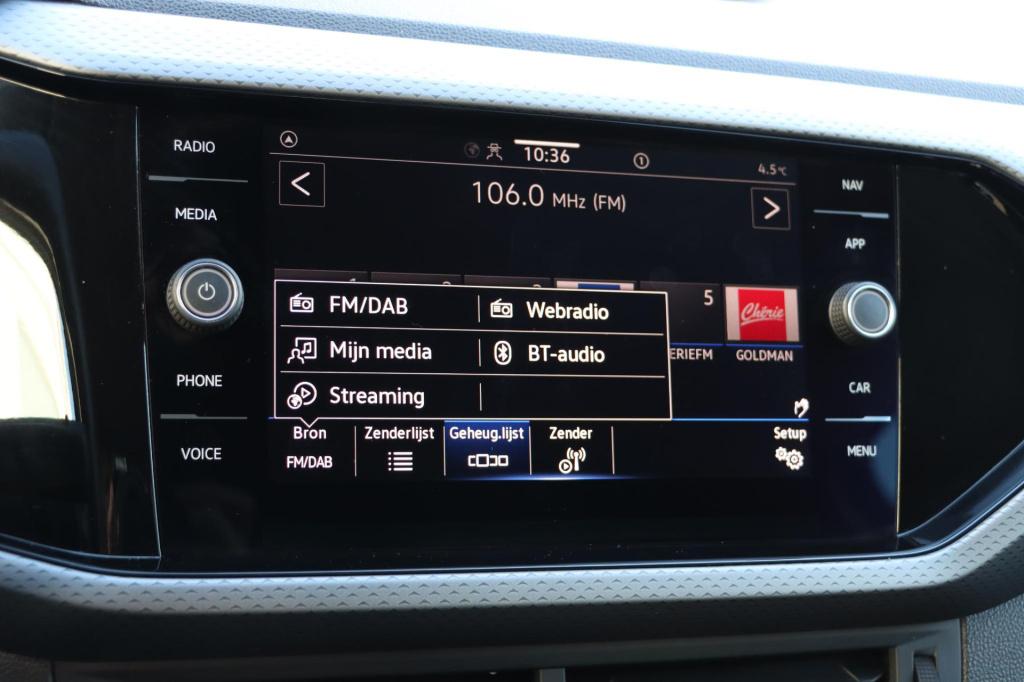 RADIO
MEDIA
PHONE
VOICE
10:36
1
4.5°C
<
106.0 MHz (FM)
>
5
Chérie
ERIEFM
GOLDMAN
FM/DAB
Webradio
Mijn media
BT-audio
Streaming
Bron
FM/DAB
Zenderlijst
Geheug.lijst
Zender
Setup
NAV
APP
CAR
MENU